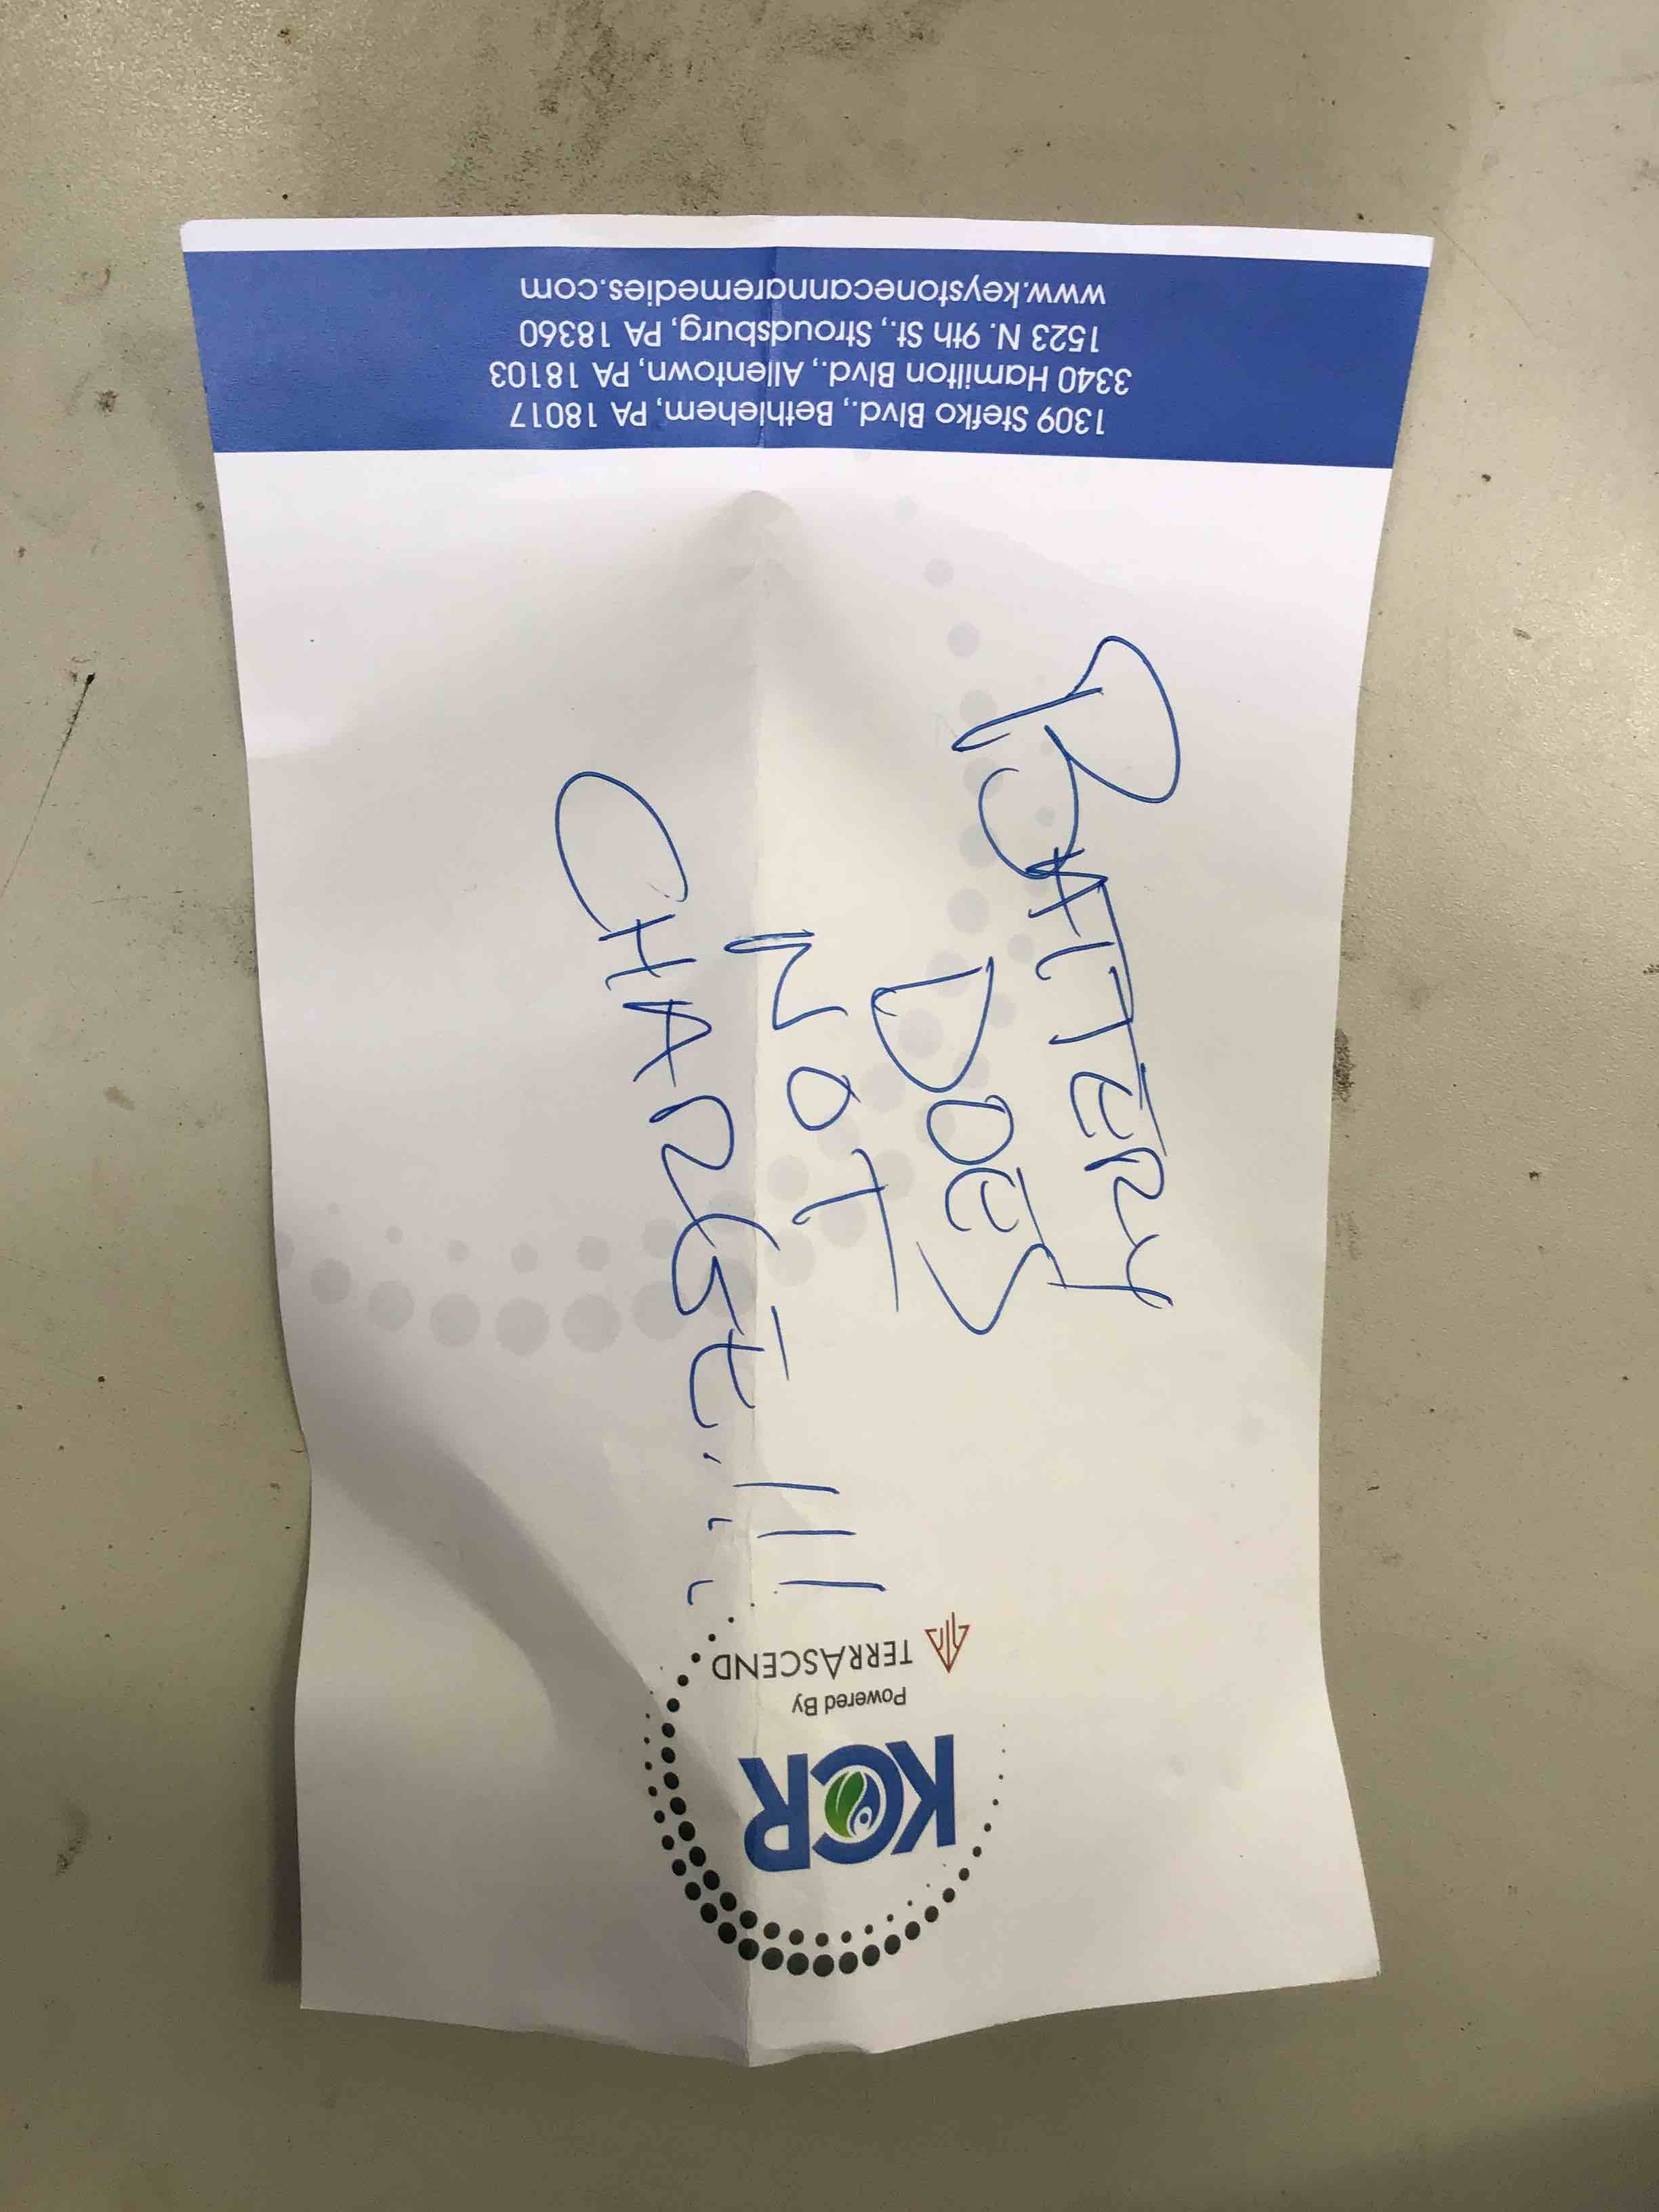 KCR
Powered By
TERRASCEND
BATTERY
DOES
NOT
CHARGE!!!
1309 Stefko Blvd., Bethlehem, PA 18017
3340 Hamilton Blvd., Allentown, PA 18103
1523 N. 9th St., Stroudsburg, PA 18360
www.keystonecannaremedies.com